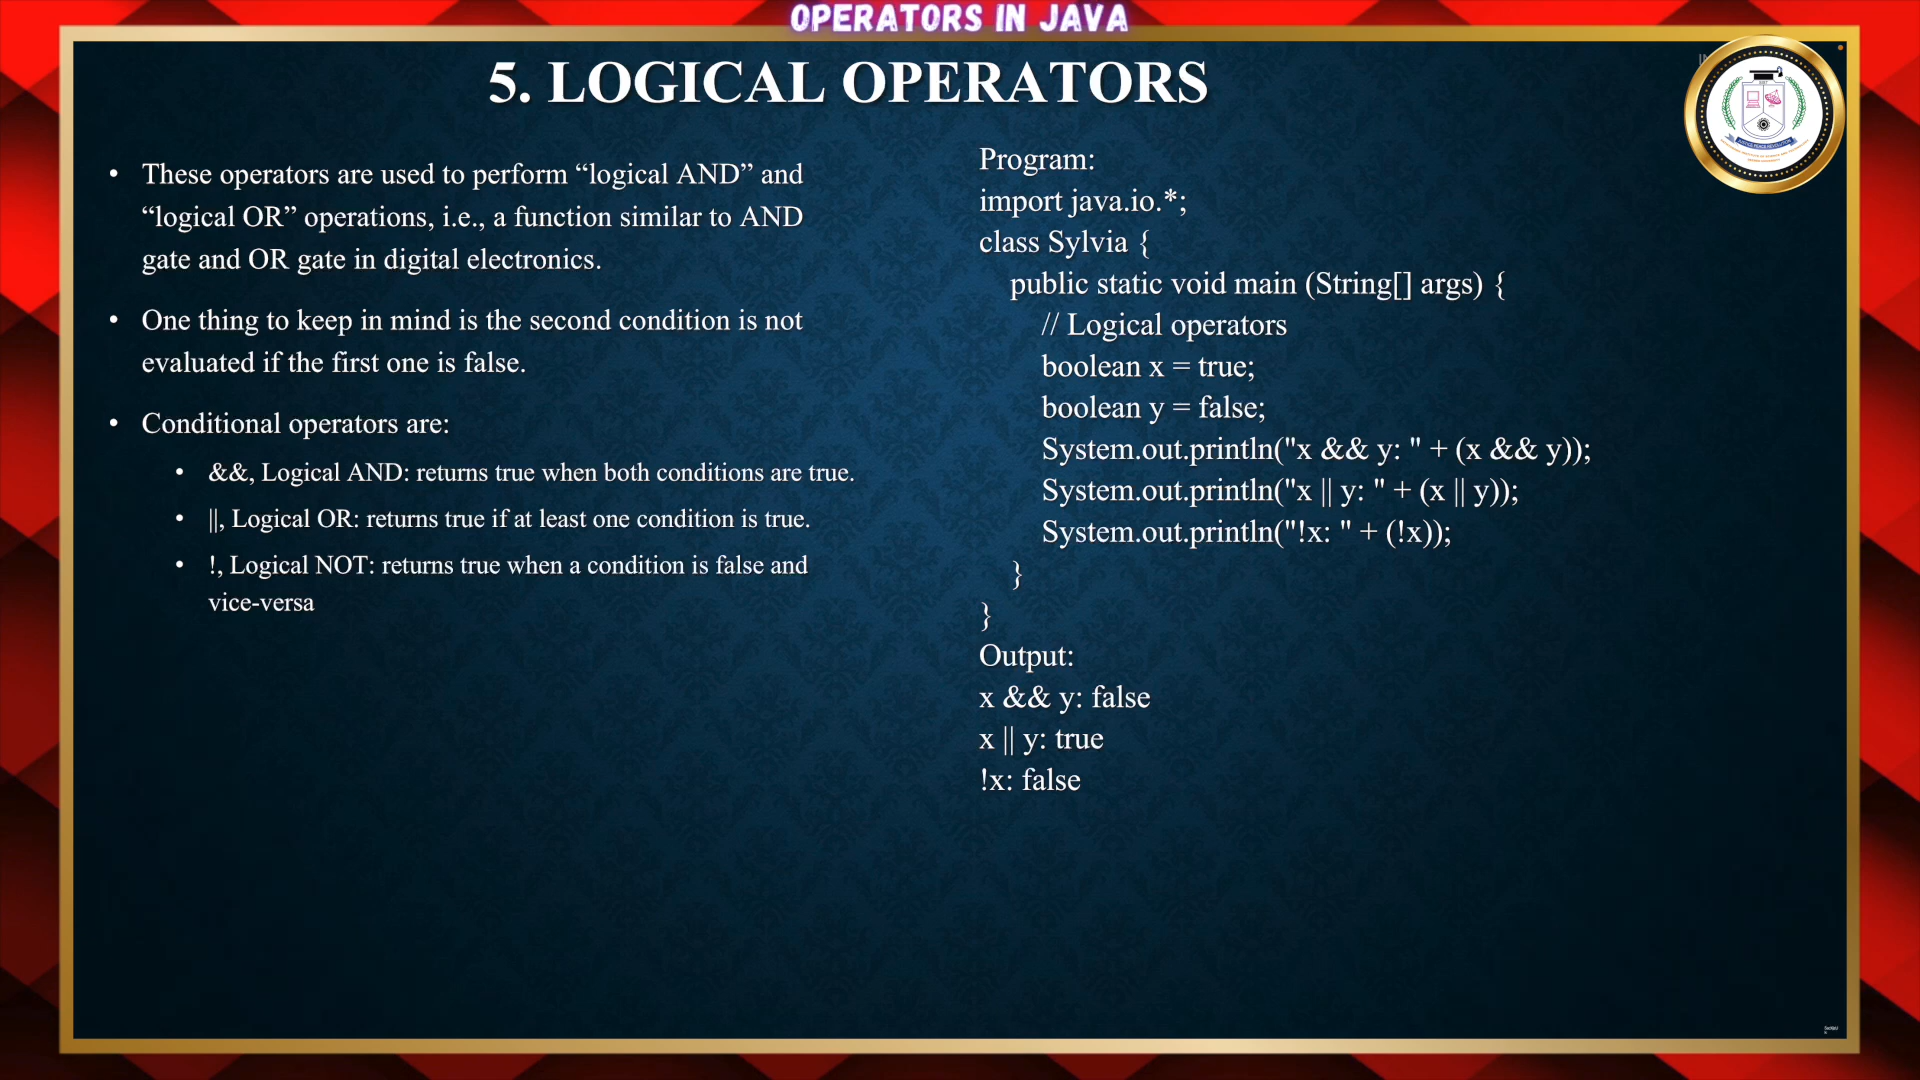 OPERATORS IN JAVA
5. LOGICAL OPERATORS
• These operators are used to perform “logical AND” and
“logical OR” operations, i.e., a function similar to AND
gate and OR gate in digital electronics.
• One thing to keep in mind is the second condition is not
evaluated if the first one is false.
• Conditional operators are:
• &&, Logical AND: returns true when both conditions are true.
• ||, Logical OR: returns true if at least one condition is true.
• !, Logical NOT: returns true when a condition is false and
vice-versa
Program:
import java.io.*;
class Sylvia {
public static void main (String[] args) {
// Logical operators
boolean x = true;
boolean y = false;
System.out.println("x && y: " + (x && y));
System.out.println("x || y: " + (x || y));
System.out.println("!x: " + (!x));
}
}
Output:
x && y: false
x || y: true
!x: false